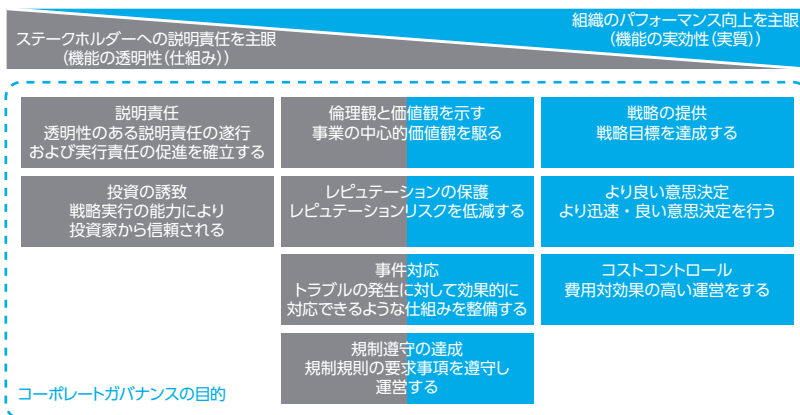 ステークホルダーへの説明責任を主眼
(機能の透明性(仕組み))
組織のパフォーマンス向上を主眼
(機能の実効性(実質))
説明責任
透明性のある説明責任の遂行
および実行責任の促進を確立する
倫理観と価値観を示す
事業の中心的価値観を駆る
戦略の提供
戦略目標を達成する
投資の誘致
戦略実行の能力により
投資家から信頼される
レピュテーションの保護
レピュテーションリスクを低減する
より良い意思決定
より迅速・良い意思決定を行う
事件対応
トラブルの発生に対して効果的に
対応できるような仕組みを整備する
コストコントロール
費用対効果の高い運営をする
規制遵守の達成
規制規則の要求事項を遵守し
運営する
コーポレートガバナンスの目的